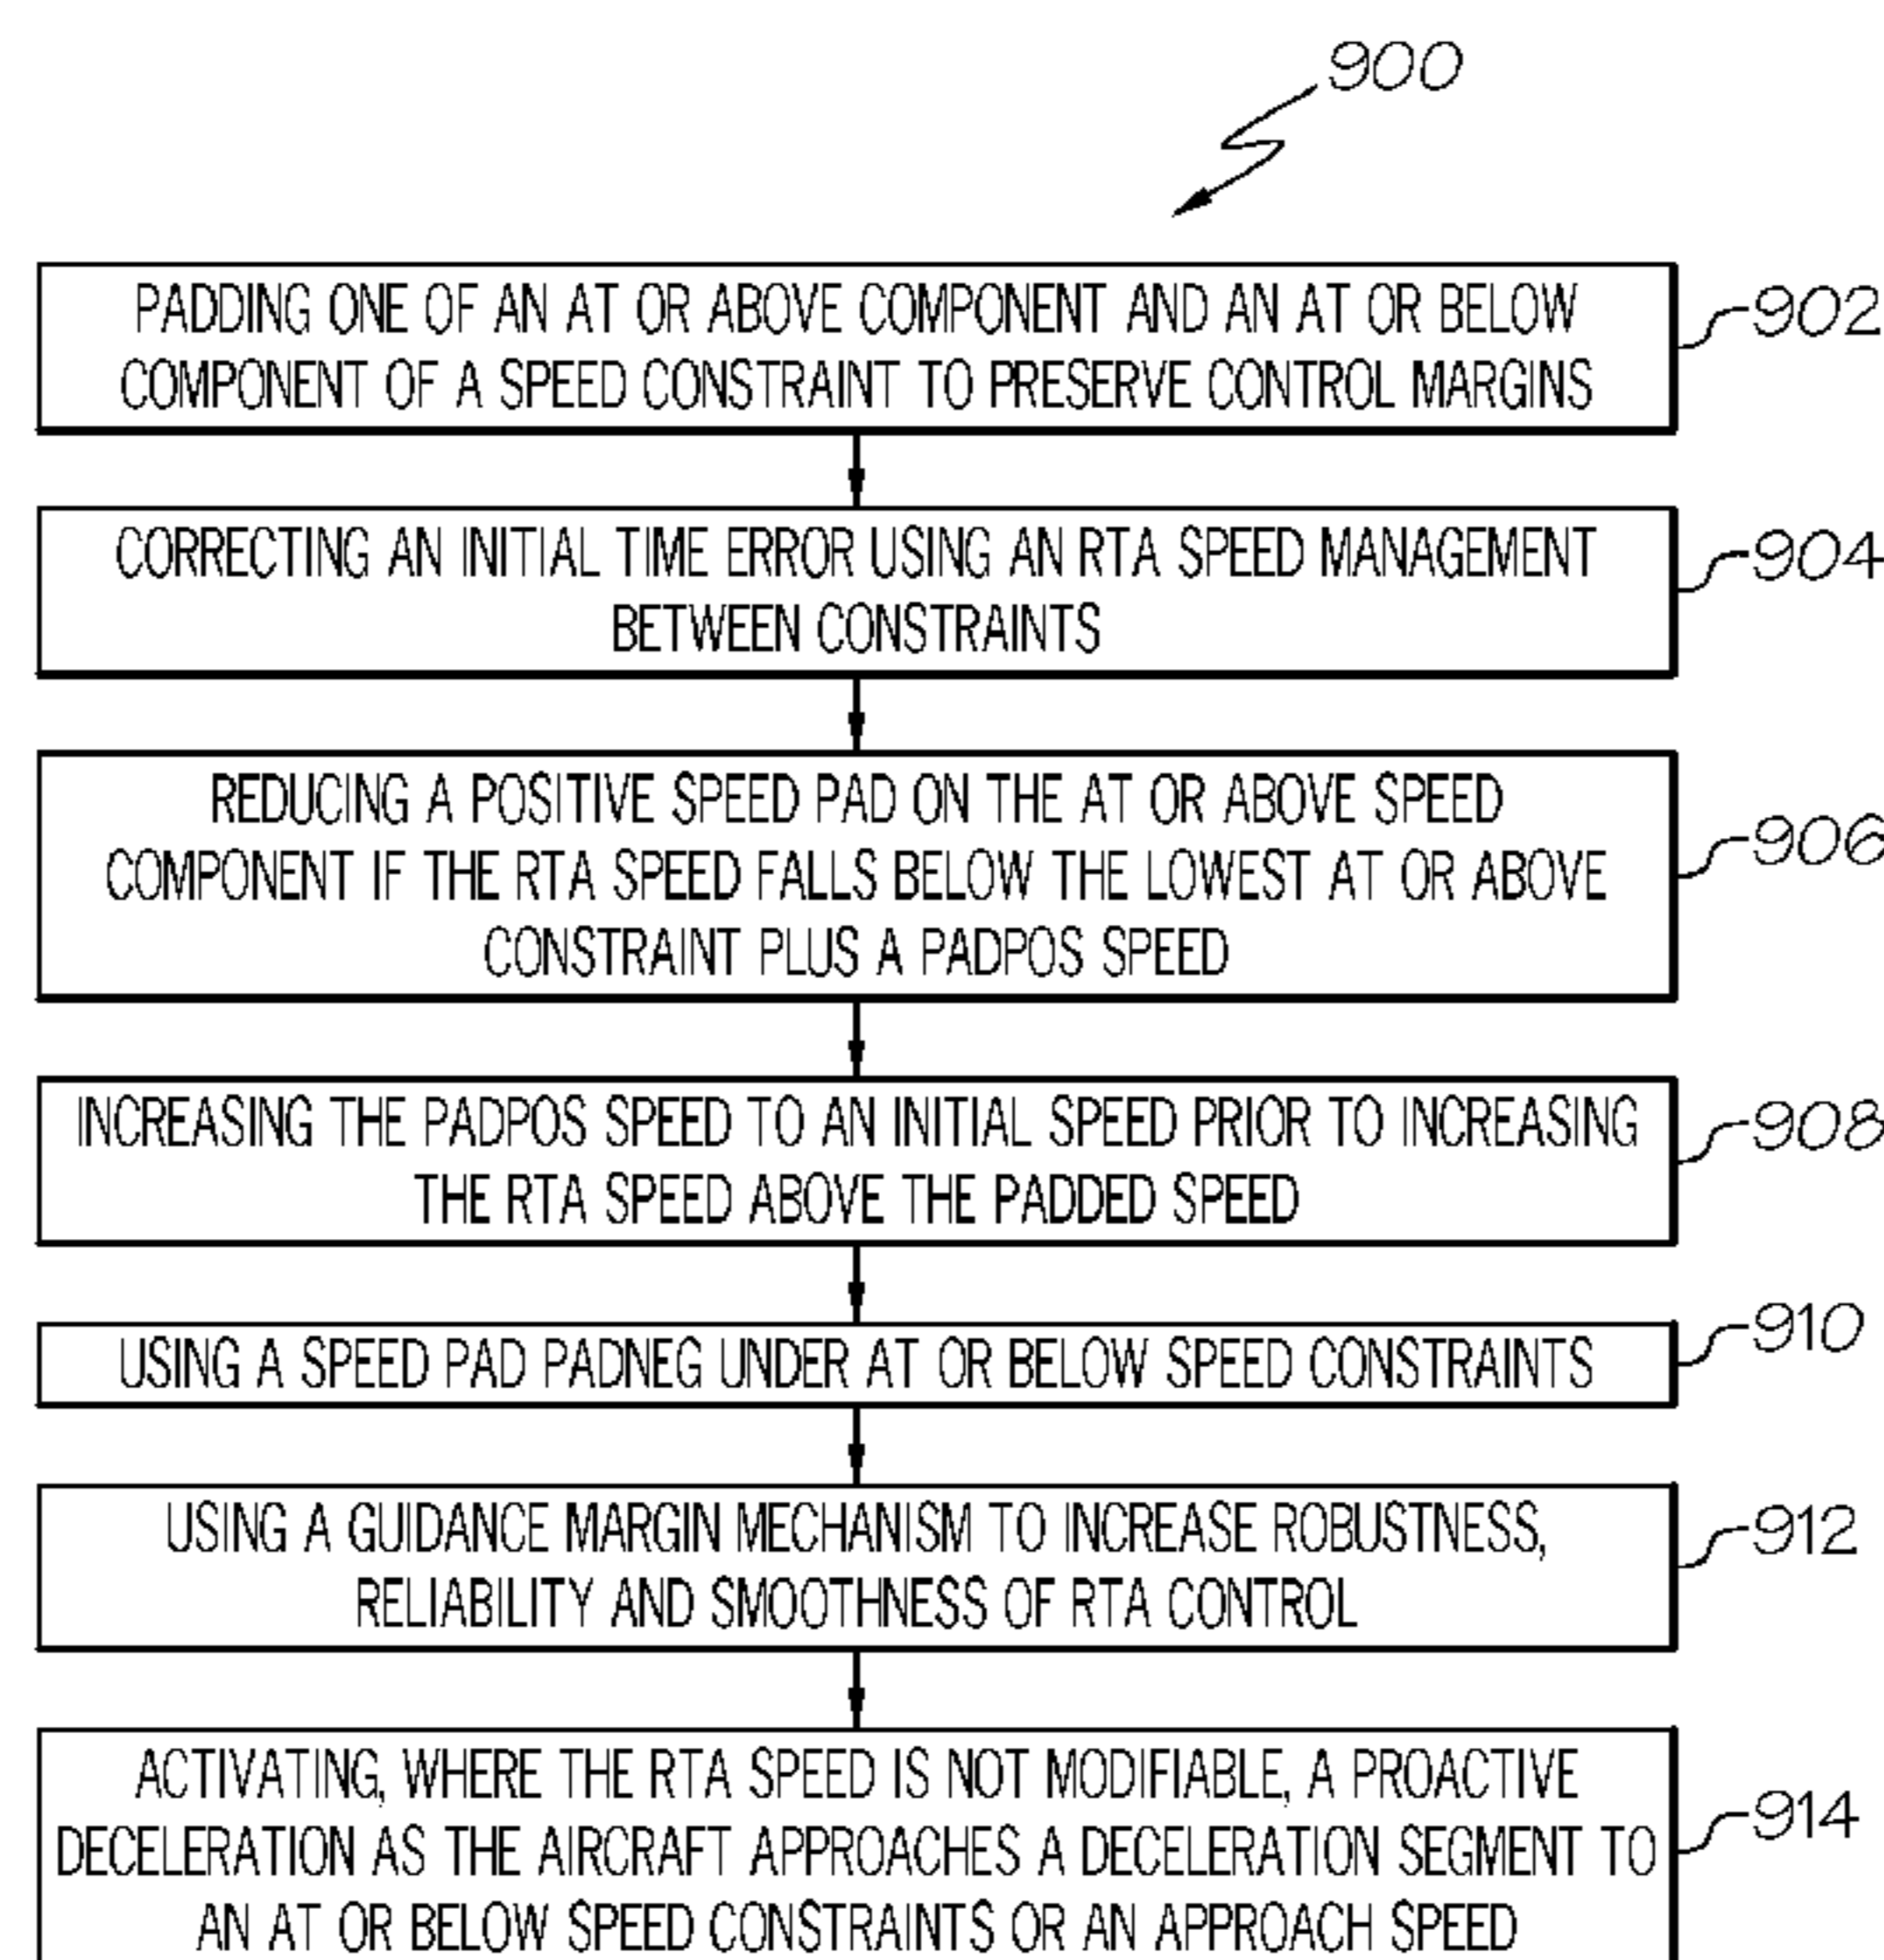 900
PADDING ONE OF AN AT OR ABOVE COMPONENT AND AN AT OR BELOW
COMPONENT OF A SPEED CONSTRAINT TO PRESERVE CONTROL MARGINS
902
CORRECTING AN INITIAL TIME ERROR USING AN RTA SPEED MANAGEMENT
BETWEEN CONSTRAINTS
904
REDUCING A POSITIVE SPEED PAD ON THE AT OR ABOVE SPEED
COMPONENT IF THE RTA SPEED FALLS BELOW THE LOWEST AT OR ABOVE
CONSTRAINT PLUS A PADPOS SPEED
906
INCREASING THE PADPOS SPEED TO AN INITIAL SPEED PRIOR TO INCREASING
THE RTA SPEED ABOVE THE PADDED SPEED
908
USING A SPEED PAD PADNEG UNDER AT OR BELOW SPEED CONSTRAINTS
910
USING A GUIDANCE MARGIN MECHANISM TO INCREASE ROBUSTNESS,
RELIABILITY AND SMOOTHNESS OF RTA CONTROL
912
ACTIVATING, WHERE THE RTA SPEED IS NOT MODIFIABLE, A PROACTIVE
DECELERATION AS THE AIRCRAFT APPROACHES A DECELERATION SEGMENT TO
AN AT OR BELOW SPEED CONSTRAINTS OR AN APPROACH SPEED
914